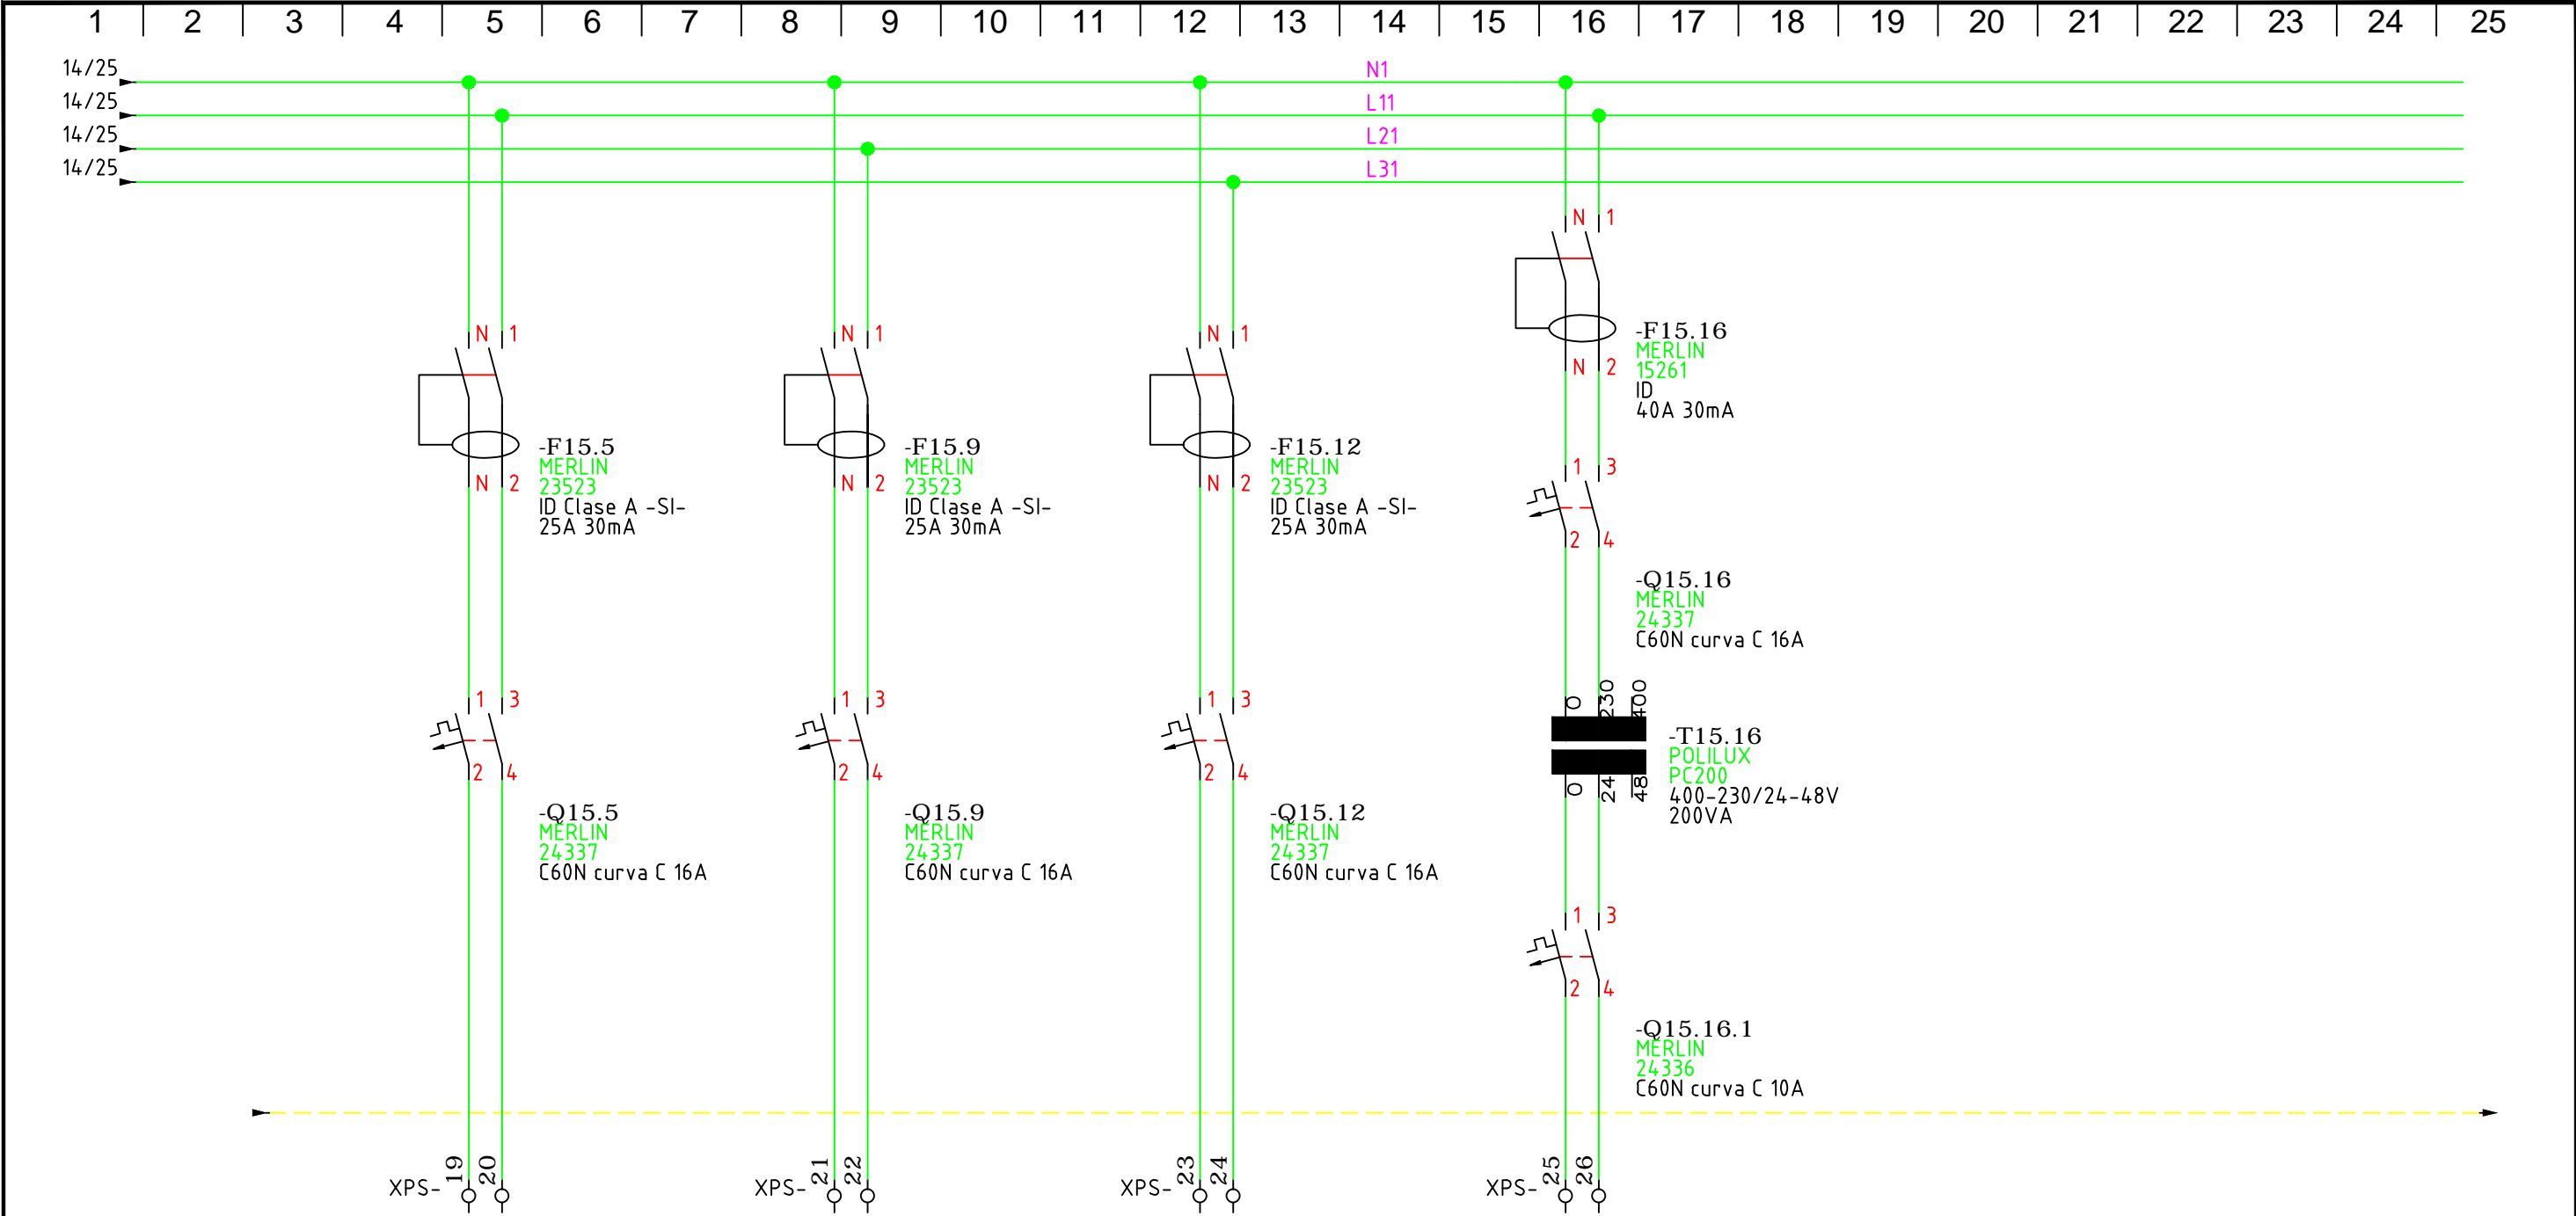 1 2 3 4 5 6 7 8 9 10 11 12 13 14 15 16 17 18 19 20 21 22 23 24 25
14/25 N1
14/25 L11
14/25 L21
14/25 L31
N 1
N 2
-F15.5
MERLIN
23523
ID Clase A -SI-
25A 30mA
1 3
2 4
-Q15.5
MERLIN
24337
C60N curva C 16A
XPS- 19 20
N 1
N 2
-F15.9
MERLIN
23523
ID Clase A -SI-
25A 30mA
1 3
2 4
-Q15.9
MERLIN
24337
C60N curva C 16A
XPS- 21 22
N 1
N 2
-F15.12
MERLIN
23523
ID Clase A -SI-
25A 30mA
1 3
2 4
-Q15.12
MERLIN
24337
C60N curva C 16A
XPS- 23 24
N 1
N 2
-F15.16
MERLIN
15261
ID
40A 30mA
1 3
2 4
-Q15.16
MERLIN
24337
C60N curva C 16A
0 230 400
0 24 48
-T15.16
POLILUX
PC200
400-230/24-48V
200VA
1 3
2 4
-Q15.16.1
MERLIN
24336
C60N curva C 10A
XPS- 25 26